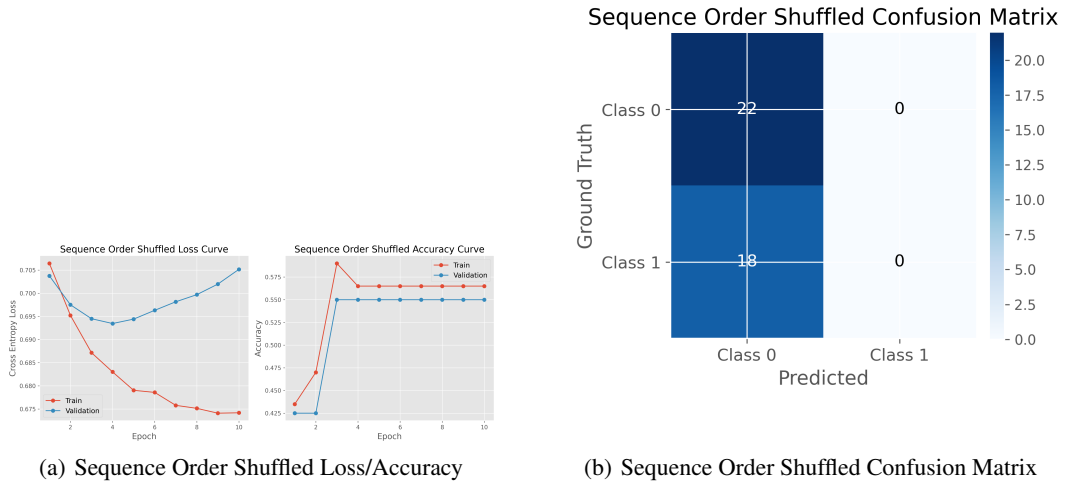 Sequence Order Shuffled Loss Curve
0.705
0.700
0.695
0.690
0.685
0.680
0.675
Cross Entropy Loss
Train
Validation
2 4 6 8 10
Epoch
Sequence Order Shuffled Accuracy Curve
0.575
0.550
0.525
0.500
0.475
0.450
0.425
Accuracy
Train
Validation
2 4 6 8 10
Epoch
(a) Sequence Order Shuffled Loss/Accuracy
Sequence Order Shuffled Confusion Matrix
Ground Truth
Class 0 22 0
Class 1 18 0
Class 0 Class 1
Predicted
20.0
17.5
15.0
12.5
10.0
7.5
5.0
2.5
0.0
(b) Sequence Order Shuffled Confusion Matrix